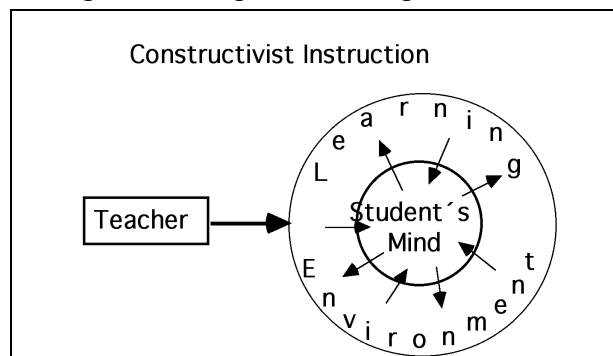 Constructivist Instruction
Learning
Teacher
Student´s
Mind
Environment